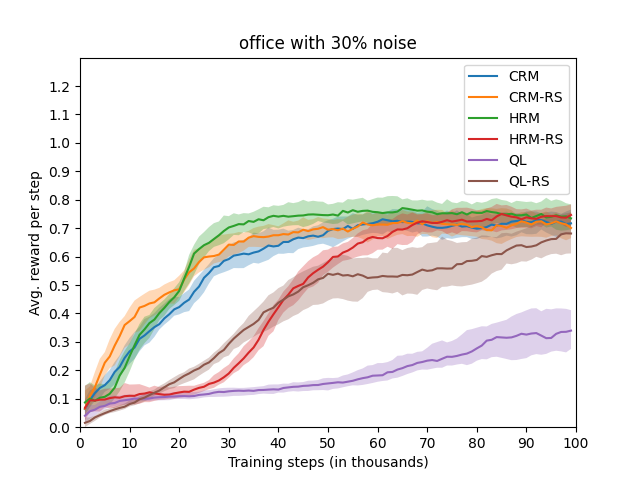 office with 30% noise
Avg. reward per step
1.2
1.1
1.0
0.9
0.8
0.7
0.6
0.5
0.4
0.3
0.2
0.1
0.0
CRM
CRM-RS
HRM
HRM-RS
QL
QL-RS
0 10 20 30 40 50 60 70 80 90 100
Training steps (in thousands)